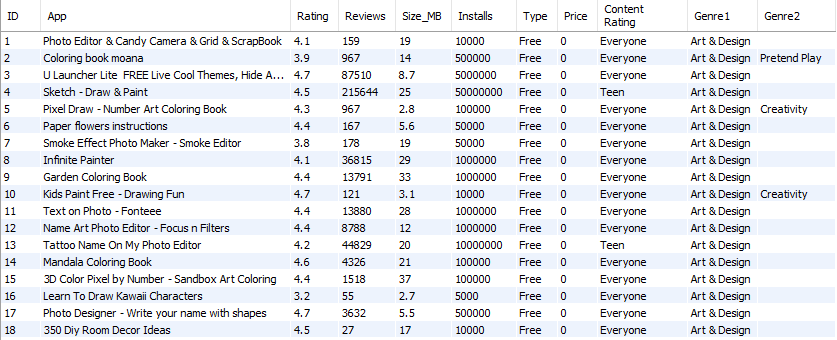 ID App Rating Reviews Size_MB Installs Type Price Content Rating Genre1 Genre2
1 Photo Editor & Candy Camera & Grid & ScrapBook 4.1 159 19 10000 Free 0 Everyone Art & Design
2 Coloring book moana 3.9 967 14 500000 Free 0 Everyone Art & Design Pretend Play
3 U Launcher Lite  FREE Live Cool Themes, Hide A... 4.7 87510 8.7 5000000 Free 0 Everyone Art & Design
4 Sketch - Draw & Paint 4.5 215644 25 50000000 Free 0 Teen Art & Design
5 Pixel Draw - Number Art Coloring Book 4.3 967 2.8 100000 Free 0 Everyone Art & Design Creativity
6 Paper flowers instructions 4.4 167 5.6 50000 Free 0 Everyone Art & Design
7 Smoke Effect Photo Maker - Smoke Editor 3.8 178 19 50000 Free 0 Everyone Art & Design
8 Infinite Painter 4.1 36815 29 1000000 Free 0 Everyone Art & Design
9 Garden Coloring Book 4.4 13791 33 1000000 Free 0 Everyone Art & Design
10 Kids Paint Free - Drawing Fun 4.7 121 3.1 10000 Free 0 Everyone Art & Design Creativity
11 Text on Photo - Fonteee 4.4 13880 28 1000000 Free 0 Everyone Art & Design
12 Name Art Photo Editor - Focus n Filters 4.4 8788 12 1000000 Free 0 Everyone Art & Design
13 Tattoo Name On My Photo Editor 4.2 44829 20 10000000 Free 0 Teen Art & Design
14 Mandala Coloring Book 4.6 4326 21 100000 Free 0 Everyone Art & Design
15 3D Color Pixel by Number - Sandbox Art Coloring 4.4 1518 37 100000 Free 0 Everyone Art & Design
16 Learn To Draw Kawaii Characters 3.2 55 2.7 5000 Free 0 Everyone Art & Design
17 Photo Designer - Write your name with shapes 4.7 3632 5.5 500000 Free 0 Everyone Art & Design
18 350 Diy Room Decor Ideas 4.5 27 17 10000 Free 0 Everyone Art & Design